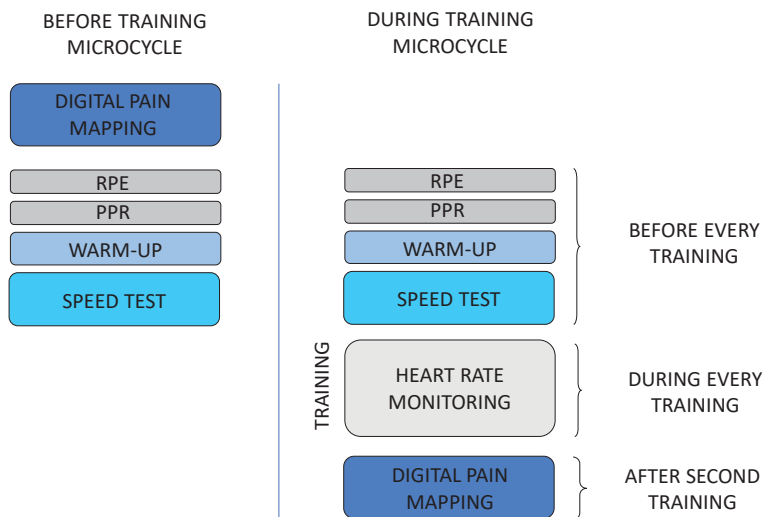 BEFORE TRAINING
MICROCYCLE
DIGITAL PAIN
MAPPING
RPE
PPR
WARM-UP
SPEED TEST
DURING TRAINING
MICROCYCLE
RPE
PPR
WARM-UP
SPEED TEST
BEFORE EVERY
TRAINING
TRAINING
HEART RATE
MONITORING
DURING EVERY
TRAINING
DIGITAL PAIN
MAPPING
AFTER SECOND
TRAINING